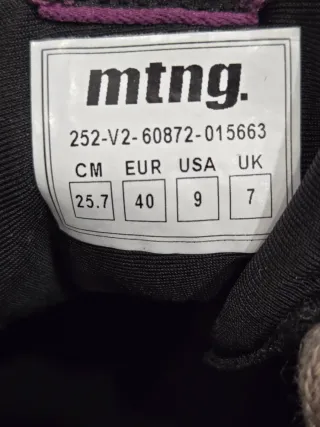 mtng.
252-V2-60872-015663
CM EUR USA UK
25.7 40 9 7